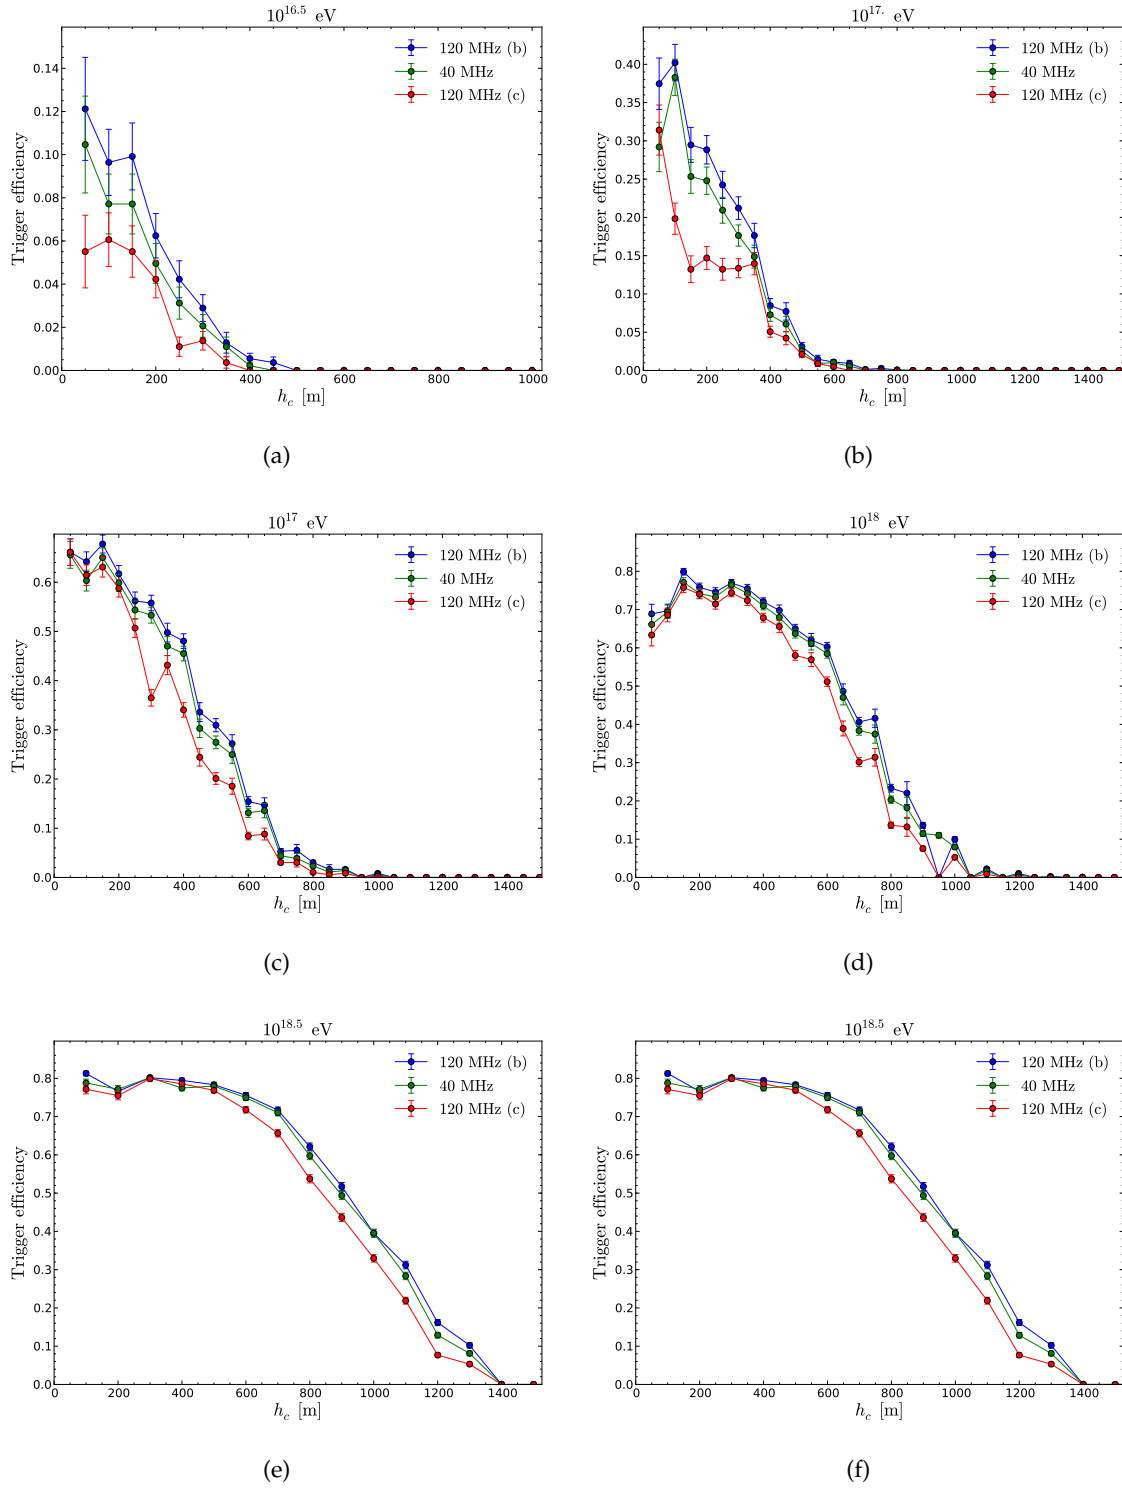 10^16.5 eV
Trigger efficiency
0.14
0.12
0.10
0.08
0.06
0.04
0.02
0.00
120 MHz (b)
40 MHz
120 MHz (c)
0 200 400 600 800 1000
h_c [m]
(a)
10^17. eV
Trigger efficiency
0.40
0.35
0.30
0.25
0.20
0.15
0.10
0.05
0.00
120 MHz (b)
40 MHz
120 MHz (c)
0 200 400 600 800 1000 1200 1400
h_c [m]
(b)
10^17 eV
Trigger efficiency
0.6
0.5
0.4
0.3
0.2
0.1
0.0
120 MHz (b)
40 MHz
120 MHz (c)
0 200 400 600 800 1000 1200 1400
h_c [m]
(c)
10^18 eV
Trigger efficiency
0.8
0.7
0.6
0.5
0.4
0.3
0.2
0.1
0.0
120 MHz (b)
40 MHz
120 MHz (c)
0 200 400 600 800 1000 1200 1400
h_c [m]
(d)
10^18.5 eV
Trigger efficiency
0.8
0.7
0.6
0.5
0.4
0.3
0.2
0.1
0.0
120 MHz (b)
40 MHz
120 MHz (c)
0 200 400 600 800 1000 1200 1400
h_c [m]
(e)
10^18.5 eV
Trigger efficiency
0.8
0.7
0.6
0.5
0.4
0.3
0.2
0.1
0.0
120 MHz (b)
40 MHz
120 MHz (c)
0 200 400 600 800 1000 1200 1400
h_c [m]
(f)